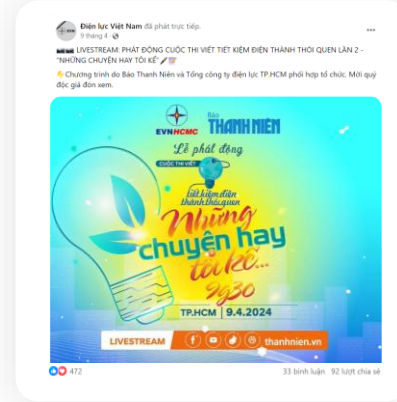 Điện lực Việt Nam đã phát trực tiếp.
9 tháng 4
LIVESTREAM: PHÁT ĐỘNG CUỘC THI VIẾT TIẾT KIỆM ĐIỆN THÀNH THÓI QUEN LẦN 2 -
"NHỮNG CHUYỆN HAY TÔI KỂ"
Chương trình do Báo Thanh Niên và Tổng công ty điện lực TP.HCM phối hợp tổ chức. Mời quý
độc giả đón xem.
EVNHCMC
Báo
THANH NIÊN
Lễ phát động
CUỘC THI VIẾT
tiết kiệm điện
thành thói quen
Những
chuyện hay
tôi kể...
9g30
TP.HCM | 9.4.2024
LIVESTREAM thanhnien.vn
472 33 bình luận 92 lượt chia sẻ